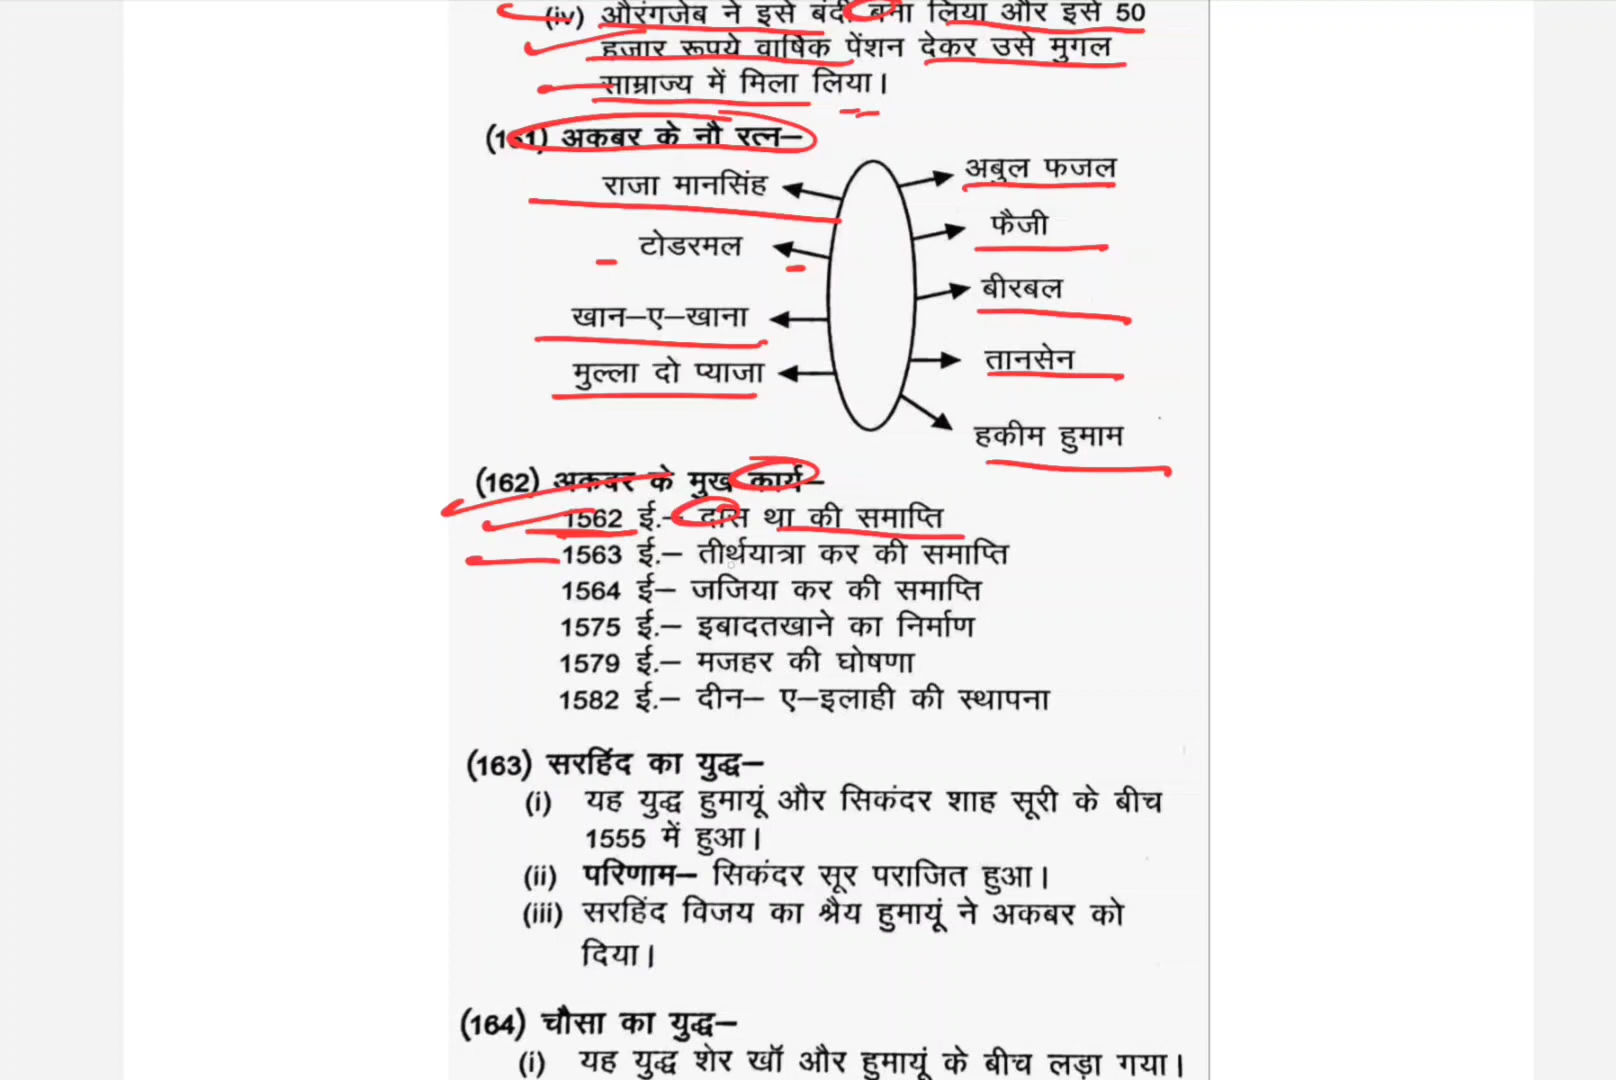 (iv) औरंगजेब ने इसे बंदी बना लिया और इसे 50
हजार रूपये वार्षिक पेंशन देकर उसे मुगल
साम्राज्य में मिला लिया।
(161) अकबर के नौ रत्न–
राजा मानसिंह
अबुल फजल
टोडरमल
फैजी
खान–ए–खाना
बीरबल
मुल्ला दो प्याजा
तानसेन
हकीम हुमाम
(162) अकबर के मुख कार्य–
1562 ई.– दास था की समाप्ति
1563 ई.– तीर्थयात्रा कर की समाप्ति
1564 ई– जजिया कर की समाप्ति
1575 ई.– इबादतखाने का निर्माण
1579 ई.– मजहर की घोषणा
1582 ई.– दीन– ए–इलाही की स्थापना
(163) सरहिंद का युद्ध–
(i) यह युद्ध हुमायूं और सिकंदर शाह सूरी के बीच
1555 में हुआ।
(ii) परिणाम– सिकंदर सूर पराजित हुआ।
(iii) सरहिंद विजय का श्रैय हुमायूं ने अकबर को
दिया।
(164) चौसा का युद्ध–
(i) यह युद्ध शेर खॉ और हुमायूं के बीच लड़ा गया।